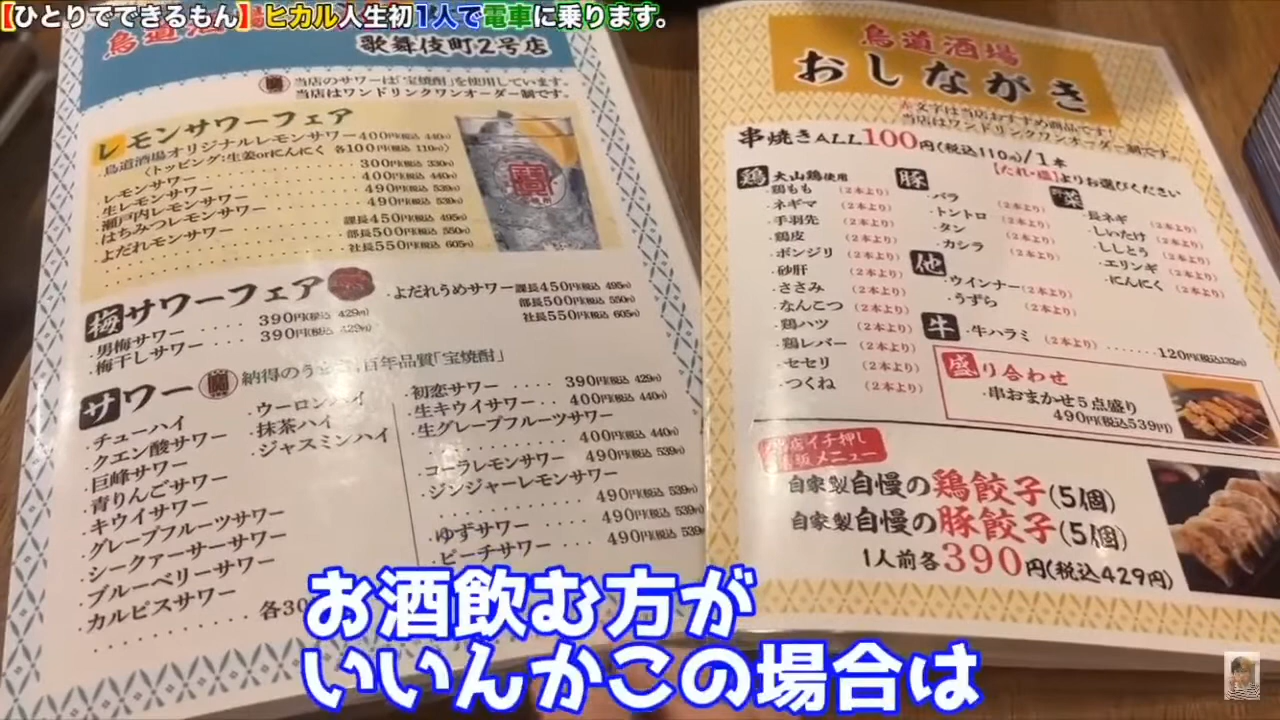 【ひとりでできるもん】ヒカル人生初1人で電車に乗ります。
鳥道酒場
歌舞伎町2号店
当店のサワーは「宝焼酎」を使用しています。
当店はワンドリンクワンオーダー制です。
レモンサワーフェア
鳥道酒場オリジナルレモンサワー 400円(税込 440円)
(トッピング:生姜orにんにく 各100円(税込 110円)
レモンサワー 300円(税込 330円)
生レモンサワー 400円(税込 440円)
瀬戸内レモンサワー 490円(税込 539円)
はちみつレモンサワー 490円(税込 539円)
よだれモンサワー 課長450円(税込 495円)
部長500円(税込 550円)
社長550円(税込 605円)
梅サワーフェア
・男梅サワー 390円(税込 429円)
・梅干しサワー 390円(税込 429円)
・よだれうめサワー 課長450円(税込 495円)
部長500円(税込 550円)
社長550円(税込 605円)
サワー
百年品質「宝焼酎」
・チューハイ
・クエン酸サワー
・巨峰サワー
・青りんごサワー
・キウイサワー
・グレープフルーツサワー
・シークァーサーサワー
・ブルーベリーサワー
・カルピスサワー
・ウーロンハイ
・抹茶ハイ
・ジャスミンハイ
・初恋サワー 390円(税込 429円)
・生キウイサワー 400円(税込 440円)
・生グレープフルーツサワー
400円(税込 440円)
・コーラレモンサワー 490円(税込 539円)
・ジンジャーレモンサワー
490円(税込 539円)
・ゆずサワー 490円(税込 539円)
・ピーチサワー 490円(税込 539
鳥道酒場
おしながき
赤文字は当店おすすめ商品です!
当店はワンドリンクワンオーダー制です。
串焼きALL100円(税込110円)/1本
[たれ・塩]よりお選びください
鶏 大山鶏使用
・鶏もも (2本より)
・ネギマ (2本より)
・手羽先 (2本より)
・鶏皮 (2本より)
・ボンジリ (2本より)
・砂肝 (2本より)
・ささみ (2本より)
・なんこつ (2本より)
・鶏ハツ (2本より)
・鶏レバー (2本より)
・セセリ (2本より)
・つくね (2本より)
豚
・バラ (2本より)
・トントロ (2本より)
・タン (2本より)
・カシラ (2本より)
他
・ウインナー (2本より)
・うずら (2本より)
牛 ・牛ハラミ (2本より) 120円(税込132円)
野菜
・長ネギ (2本より)
・しいたけ (2本より)
・ししとう (2本より)
・エリンギ (2本より)
・にんにく (2本より)
盛り合わせ
・串おまかせ5点盛り
490円(税込539円)
当店イチ押し
メニュー
自家製自慢の鶏餃子(5個)
自家製自慢の豚餃子(5個)
1人前各390円(税込429円)
お酒飲む方が
いいんかこの場合は